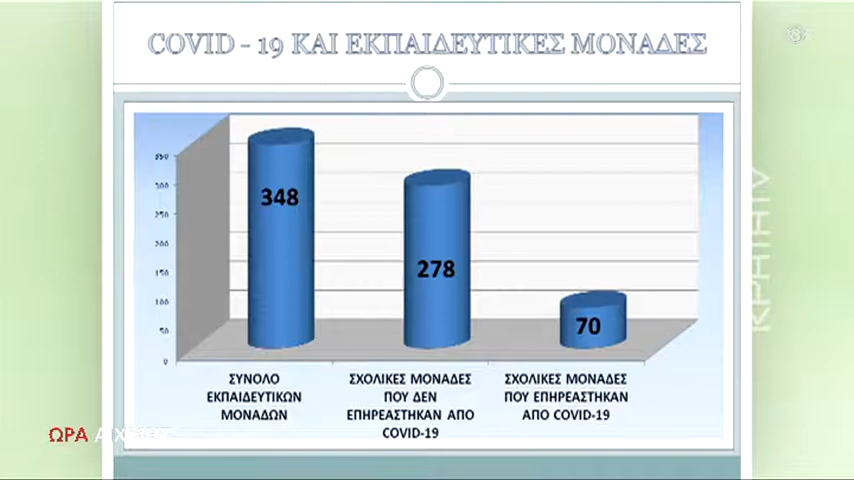 COVID - 19 ΚΑΙ ΕΚΠΑΙΔΕΥΤΙΚΕΣ ΜΟΝΑΔΕΣ
350
300
250
200
150
100
50
0
348
278
70
ΣΥΝΟΛΟ
ΕΚΠΑΙΔΕΥΤΙΚΩΝ
ΜΟΝΑΔΩΝ
ΣΧΟΛΙΚΕΣ ΜΟΝΑΔΕΣ
ΠΟΥ ΔΕΝ
ΕΠΗΡΕΑΣΤΗΚΑΝ ΑΠΟ
COVID-19
ΣΧΟΛΙΚΕΣ ΜΟΝΑΔΕΣ
ΠΟΥ ΕΠΗΡΕΑΣΤΗΚΑΝ
ΑΠΟ COVID-19
ΚΡΗΤΗTV
ΩΡΑ